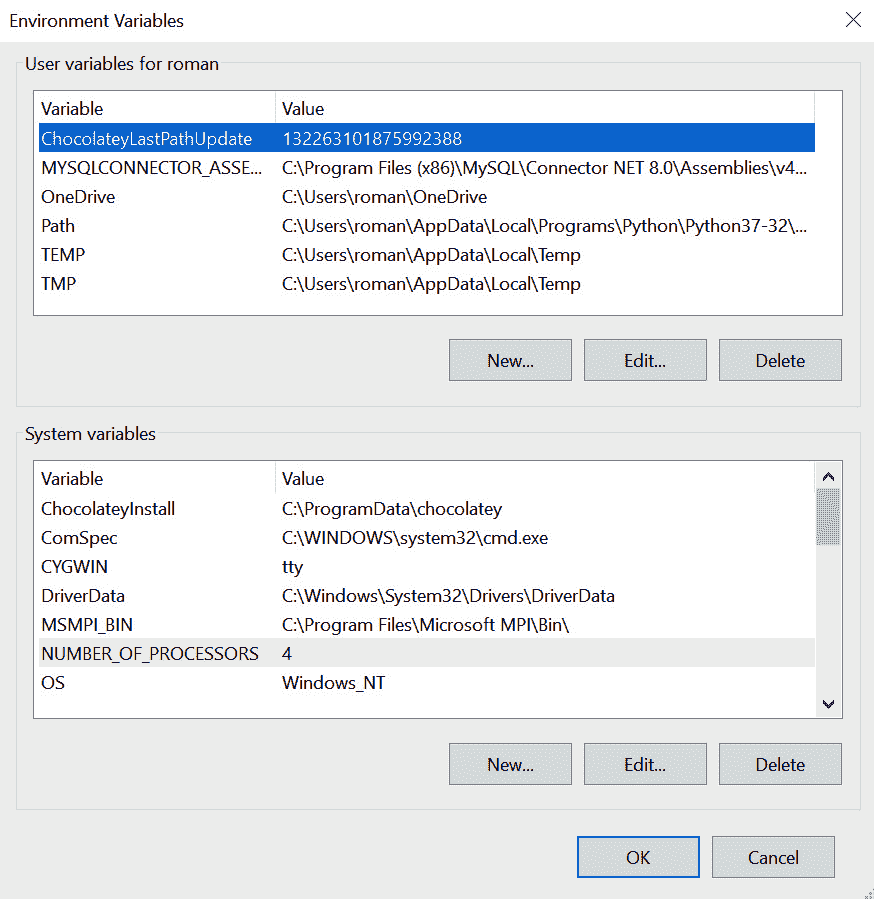 Environment Variables
User variables for roman
Variable Value
ChocolateyLastPathUpdate 132263101875992388
MYSQLCONNECTOR_ASSE... C:\Program Files (x86)\MySQL\Connector NET 8.0\Assemblies\v4...
OneDrive C:\Users\roman\OneDrive
Path C:\Users\roman\AppData\Local\Programs\Python\Python37-32\...
TEMP C:\Users\roman\AppData\Local\Temp
TMP C:\Users\roman\AppData\Local\Temp
New... Edit... Delete
System variables
Variable Value
ChocolateyInstall C:\ProgramData\chocolatey
ComSpec C:\WINDOWS\system32\cmd.exe
CYGWIN tty
DriverData C:\Windows\System32\Drivers\DriverData
MSMPI_BIN C:\Program Files\Microsoft MPI\Bin\
NUMBER_OF_PROCESSORS 4
OS Windows_NT
New... Edit... Delete
OK Cancel